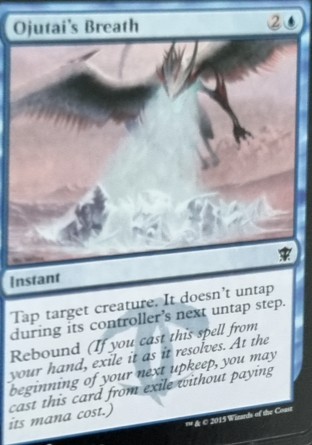 Ojutai's Breath 2
Instant
Tap target creature. It doesn't untap
during its controller's next untap step.
Rebound (If you cast this spell from
your hand, exile it as it resolves. At the
beginning of your next upkeep, you may
cast this card from exile without paying
its mana cost.)
™ & © 2015 Wizards of the Coast